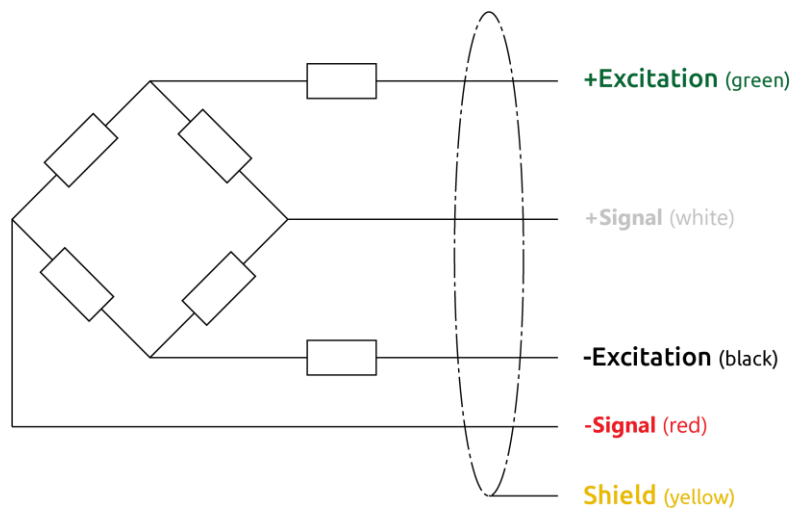 +Excitation (green)
+Signal (white)
-Excitation (black)
-Signal (red)
Shield (yellow)